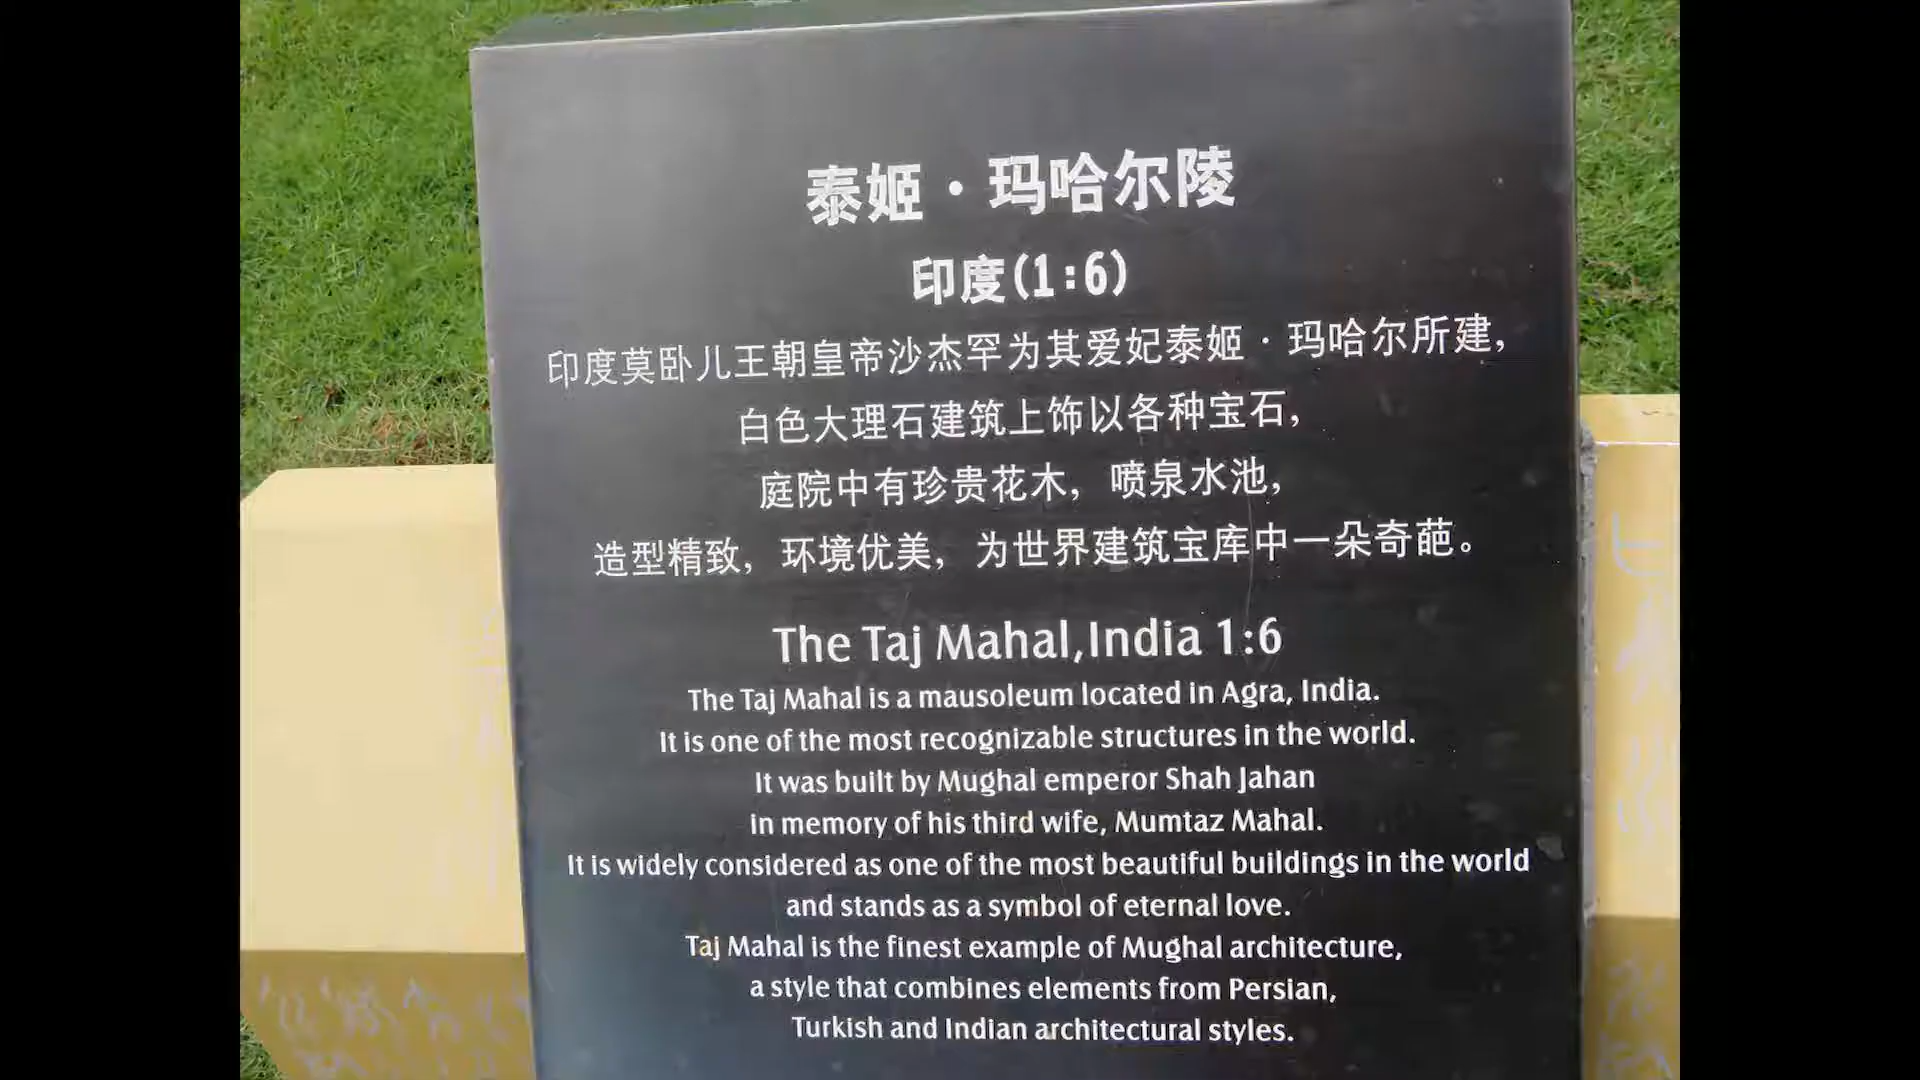 泰姬·玛哈尔陵
印度(1:6)
印度莫卧儿王朝皇帝沙杰罕为其爱妃泰姬·玛哈尔所建，
白色大理石建筑上饰以各种宝石，
庭院中有珍贵花木，喷泉水池，
造型精致，环境优美，为世界建筑宝库中一朵奇葩。
The Taj Mahal,India 1:6
The Taj Mahal is a mausoleum located in Agra, India.
It is one of the most recognizable structures in the world.
It was built by Mughal emperor Shah Jahan
in memory of his third wife, Mumtaz Mahal.
It is widely considered as one of the most beautiful buildings in the world
and stands as a symbol of eternal love.
Taj Mahal is the finest example of Mughal architecture,
a style that combines elements from Persian,
Turkish and Indian architectural styles.